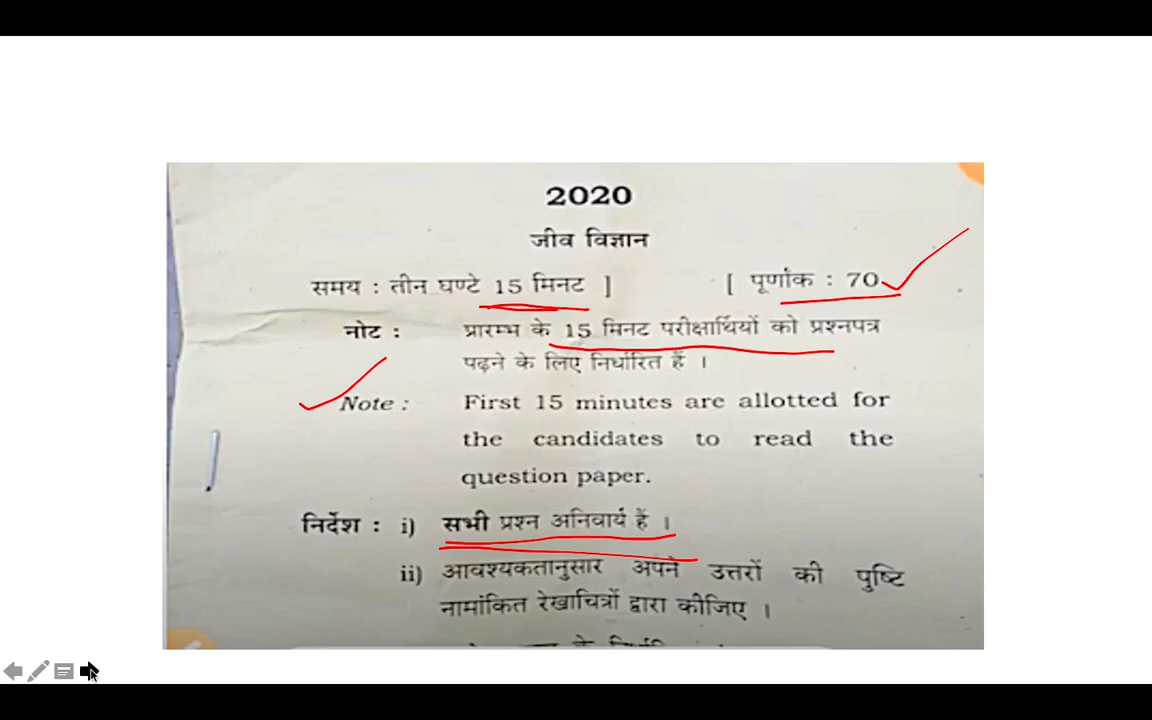 2020
जीव विज्ञान
समय : तीन घण्टे 15 मिनट ] [ पूर्णांक : 70
नोट : प्रारम्भ के 15 मिनट परीक्षार्थियों को प्रश्नपत्र
पढ़ने के लिए निर्धारित हैं ।
Note : First 15 minutes are allotted for
the candidates to read the
question paper.
निर्देश : i) सभी प्रश्न अनिवार्य हैं ।
ii) आवश्यकतानुसार अपने उत्तरों की पुष्टि
नामांकित रेखाचित्रों द्वारा कीजिए ।